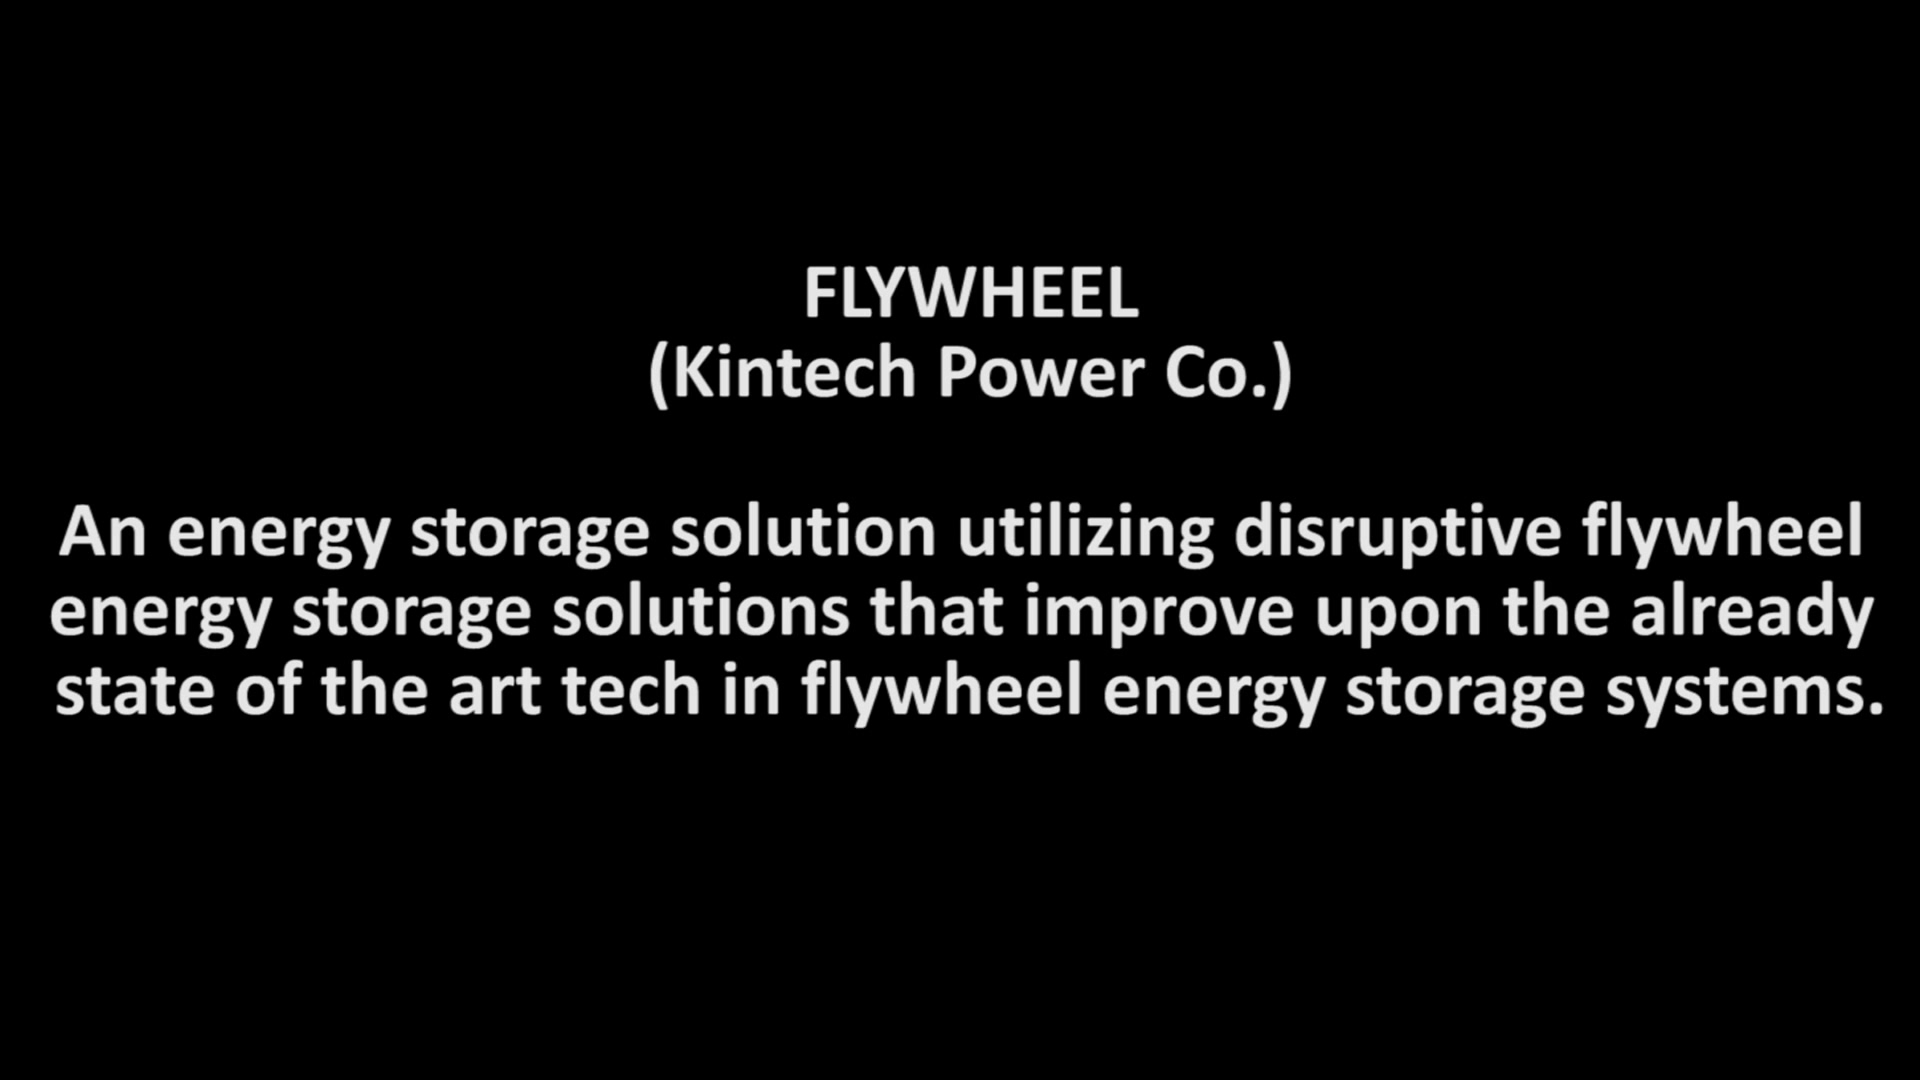 FLYWHEEL
(Kintech Power Co.)
An energy storage solution utilizing disruptive flywheel
energy storage solutions that improve upon the already
state of the art tech in flywheel energy storage systems.